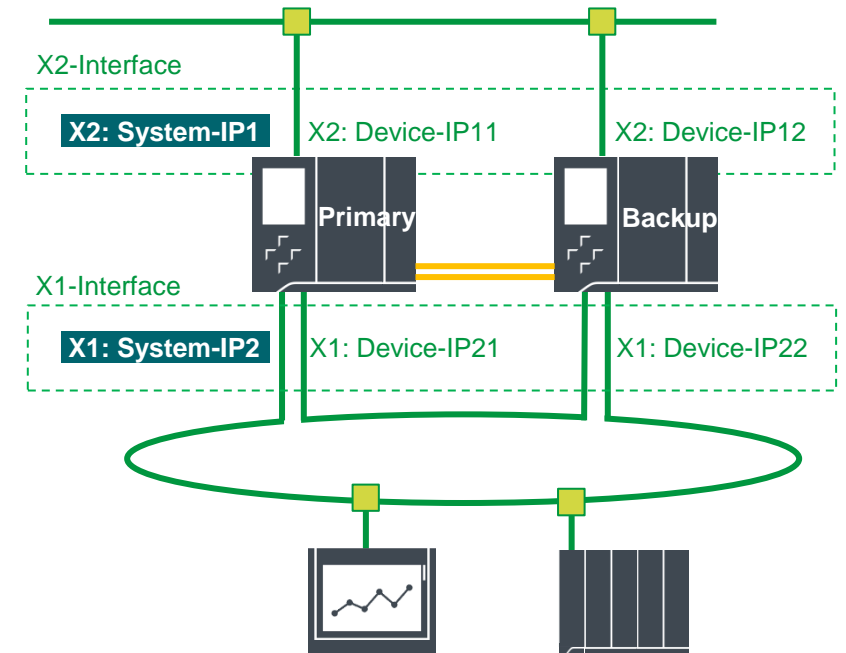 X2-Interface
X2: System-IP1
X2: Device-IP11
X2: Device-IP12
Primary
Backup
X1-Interface
X1: System-IP2
X1: Device-IP21
X1: Device-IP22